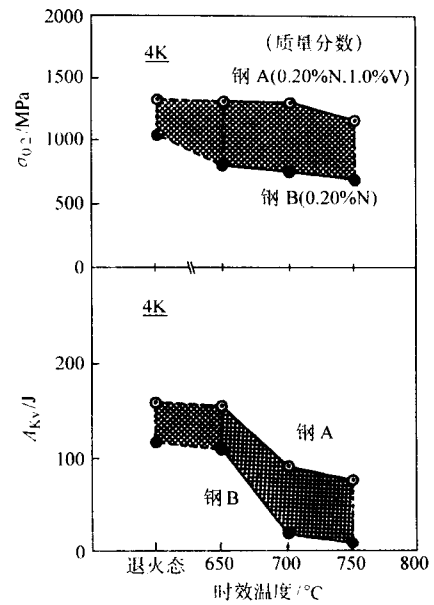 2000
(质量分数)
4K
钢 A(0.20%N.1.0%V)
1500
1000
500
0
σ0.2/MPa
钢 B(0.20%N)
4K
200
100
0
AKv/J
钢 A
钢 B
退火态 650 700 750 800
时效温度/°C